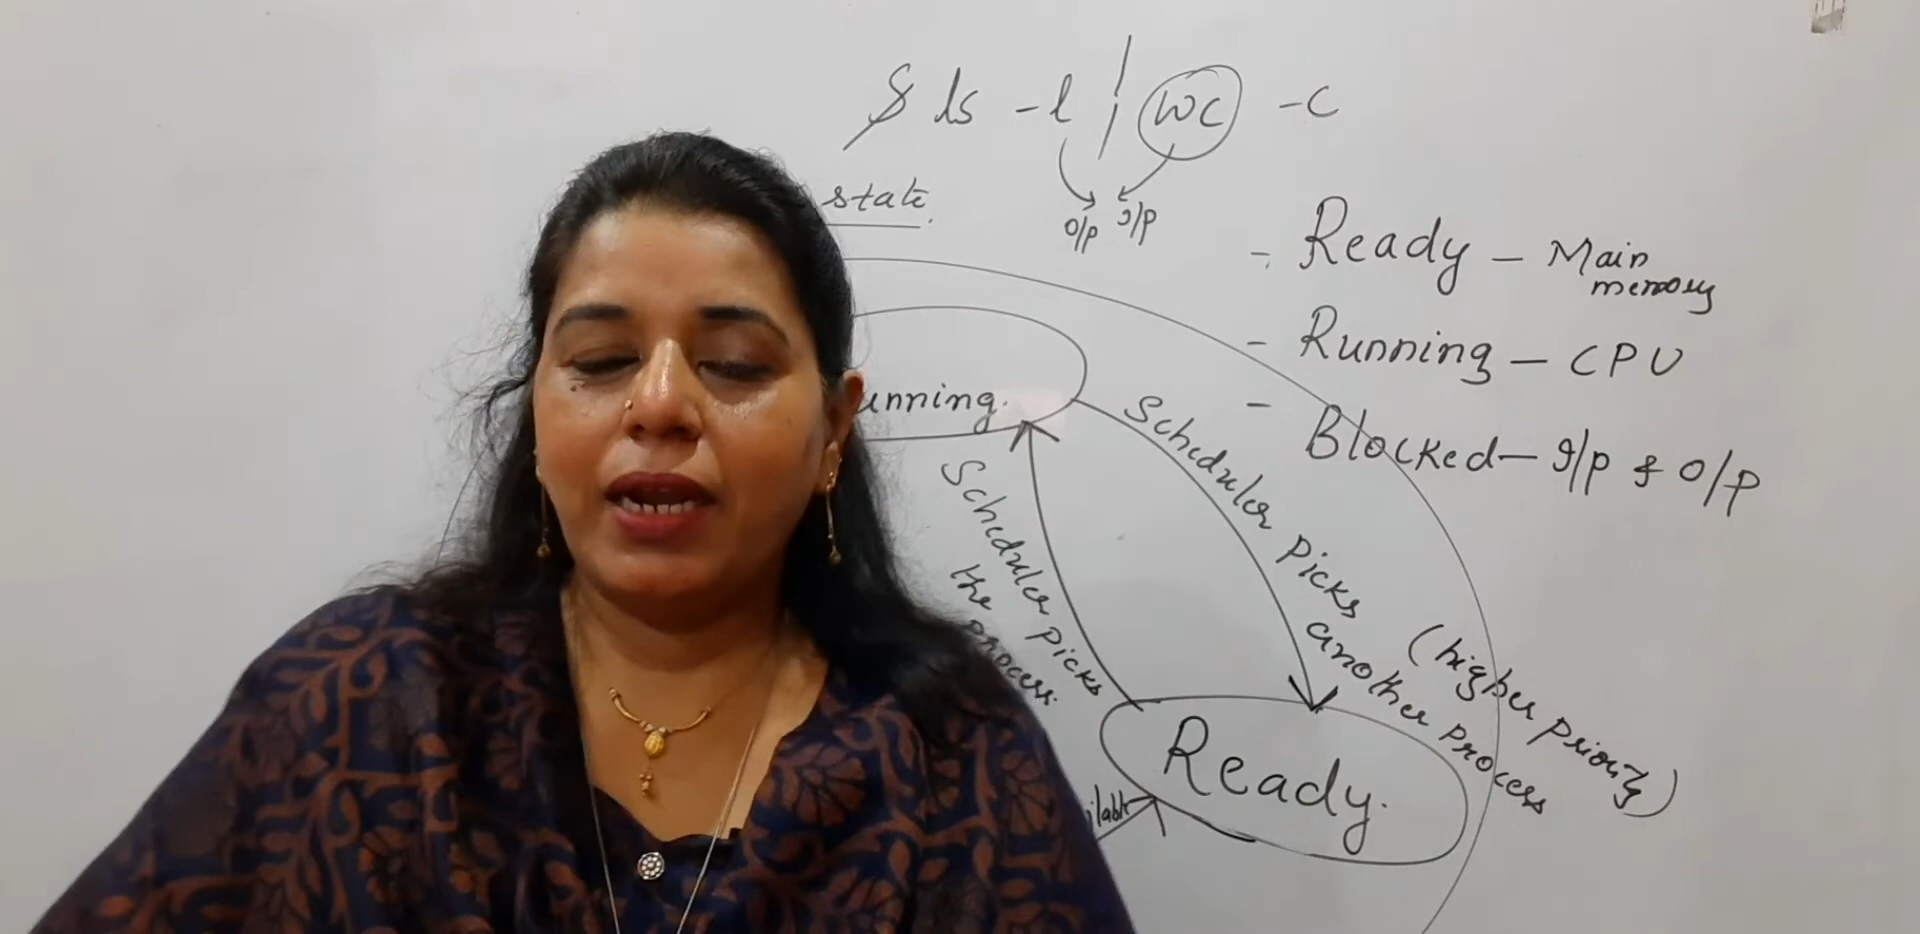 $ ls -l | wc -c
state.
O/p I/p
- Ready - Main
memory
- Running - CPU
- Blocked - I/p & O/p
unning.
Scheduler picks
the process.
Scheduler picks
another process
(higher priority)
Ready.
ilable